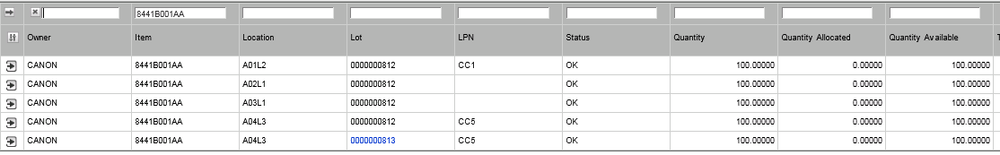 8441B001AA
Owner Item Location Lot LPN Status Quantity Quantity Allocated Quantity Available
CANON 8441B001AA A01L2 0000000812 CC1 OK 100.00000 0.00000 100.00000
CANON 8441B001AA A02L1 0000000812 OK 100.00000 0.00000 100.00000
CANON 8441B001AA A03L1 0000000812 OK 100.00000 0.00000 100.00000
CANON 8441B001AA A04L3 0000000812 CC5 OK 100.00000 0.00000 100.00000
CANON 8441B001AA A04L3 0000000813 CC5 OK 100.00000 0.00000 100.00000